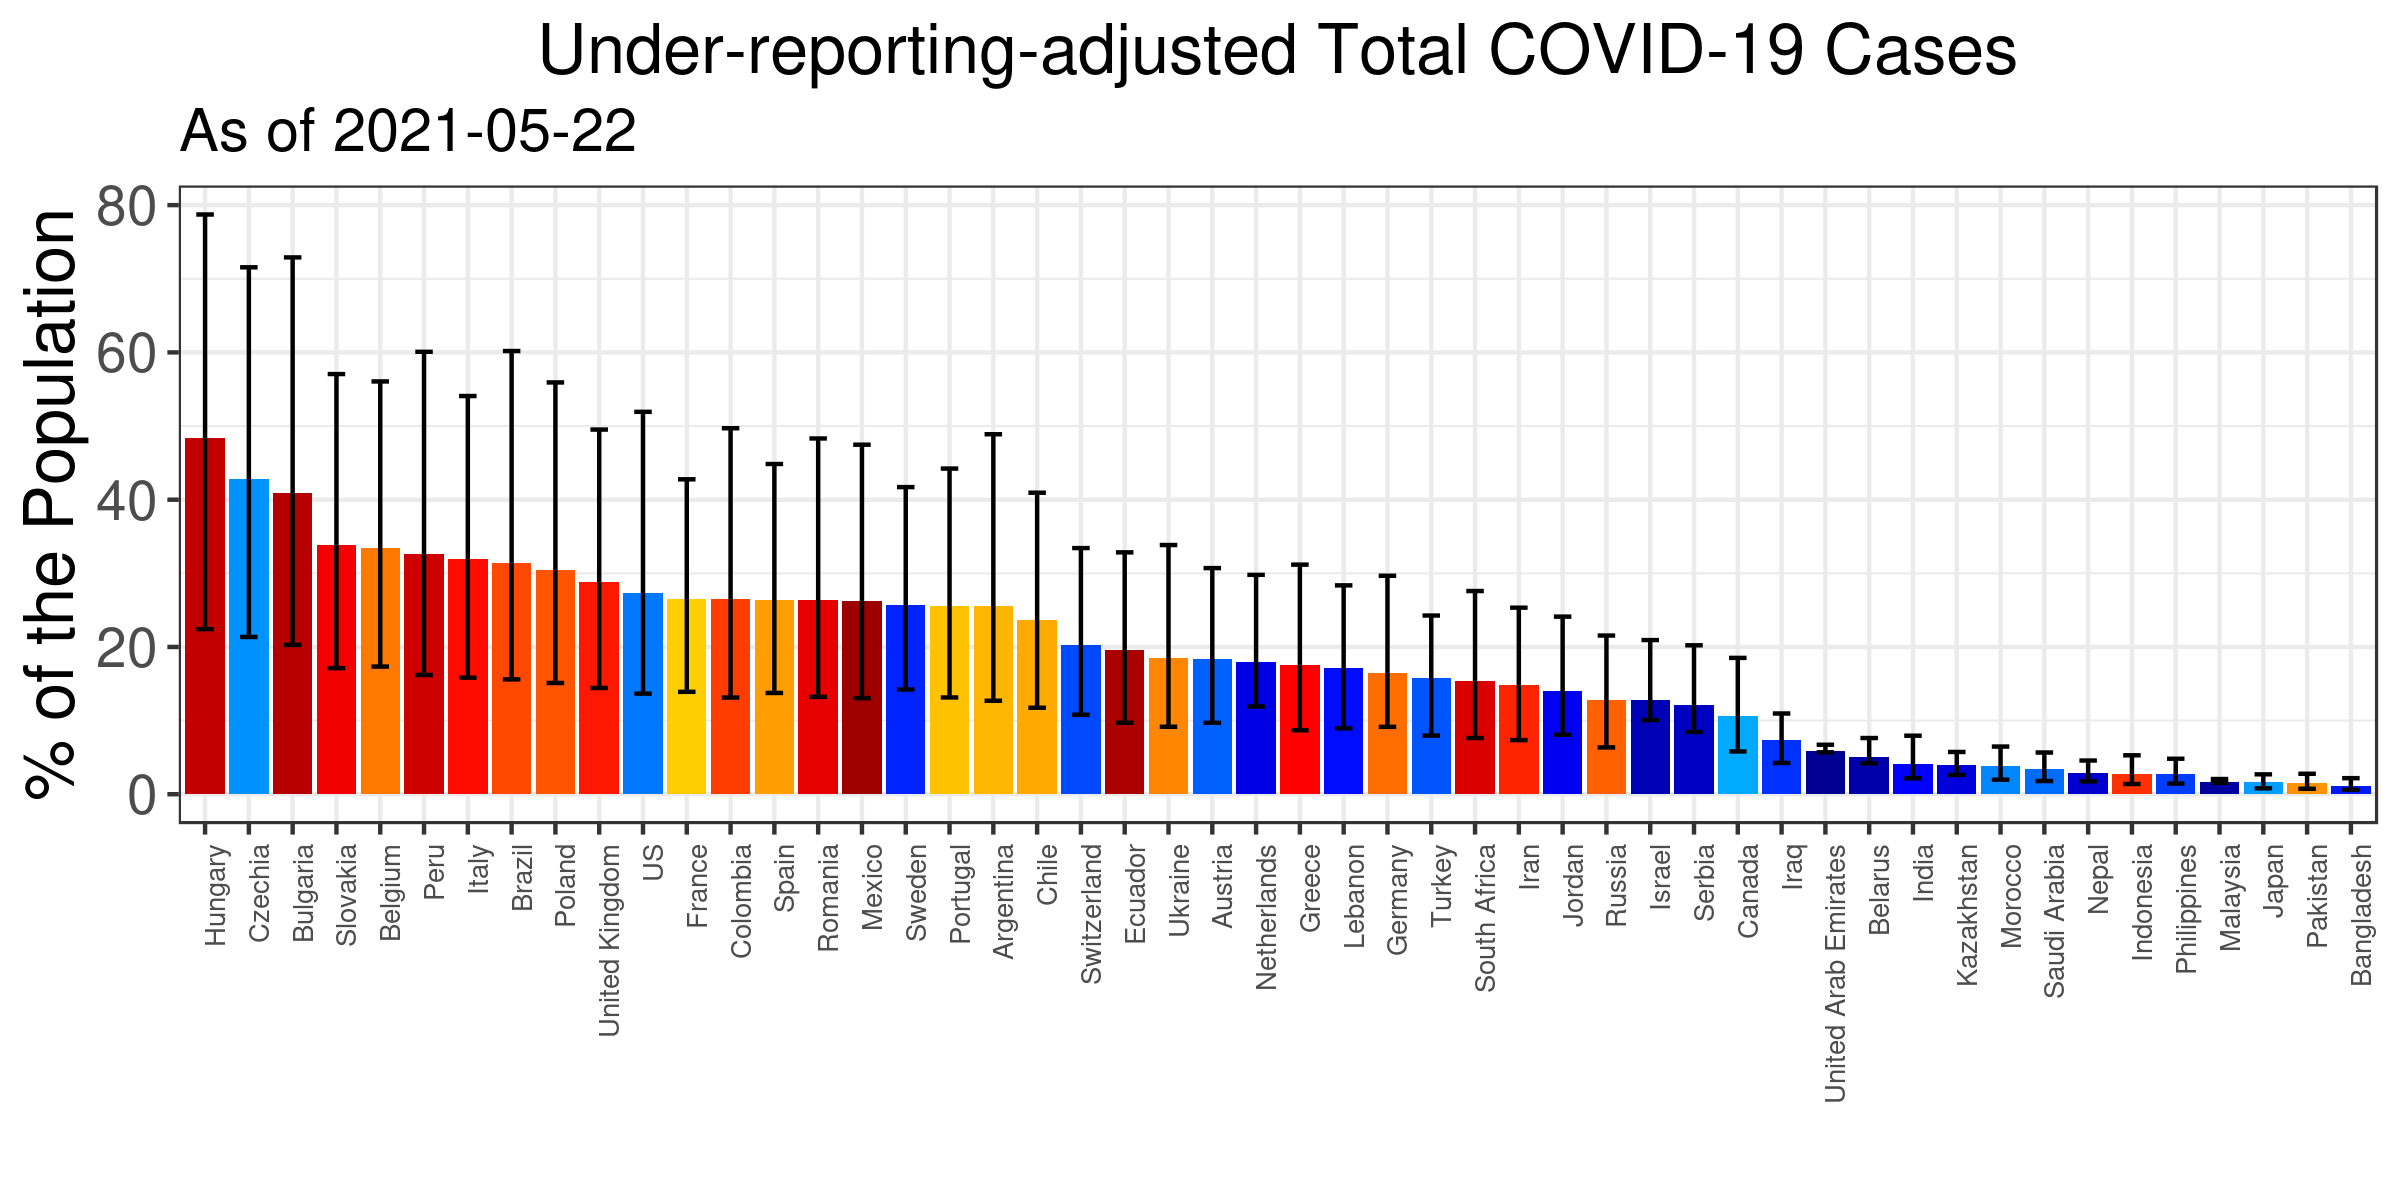 Under-reporting-adjusted Total COVID-19 Cases
As of 2021-05-22
% of the Population
80
60
40
20
0
Hungary
Czechia
Bulgaria
Slovakia
Belgium
Peru
Italy
Brazil
Poland
United Kingdom
US
France
Colombia
Spain
Romania
Mexico
Sweden
Portugal
Argentina
Chile
Switzerland
Ecuador
Ukraine
Austria
Netherlands
Greece
Lebanon
Germany
Turkey
South Africa
Iran
Jordan
Russia
Israel
Serbia
Canada
Iraq
United Arab Emirates
Belarus
India
Kazakhstan
Morocco
Saudi Arabia
Nepal
Indonesia
Philippines
Malaysia
Japan
Pakistan
Bangladesh